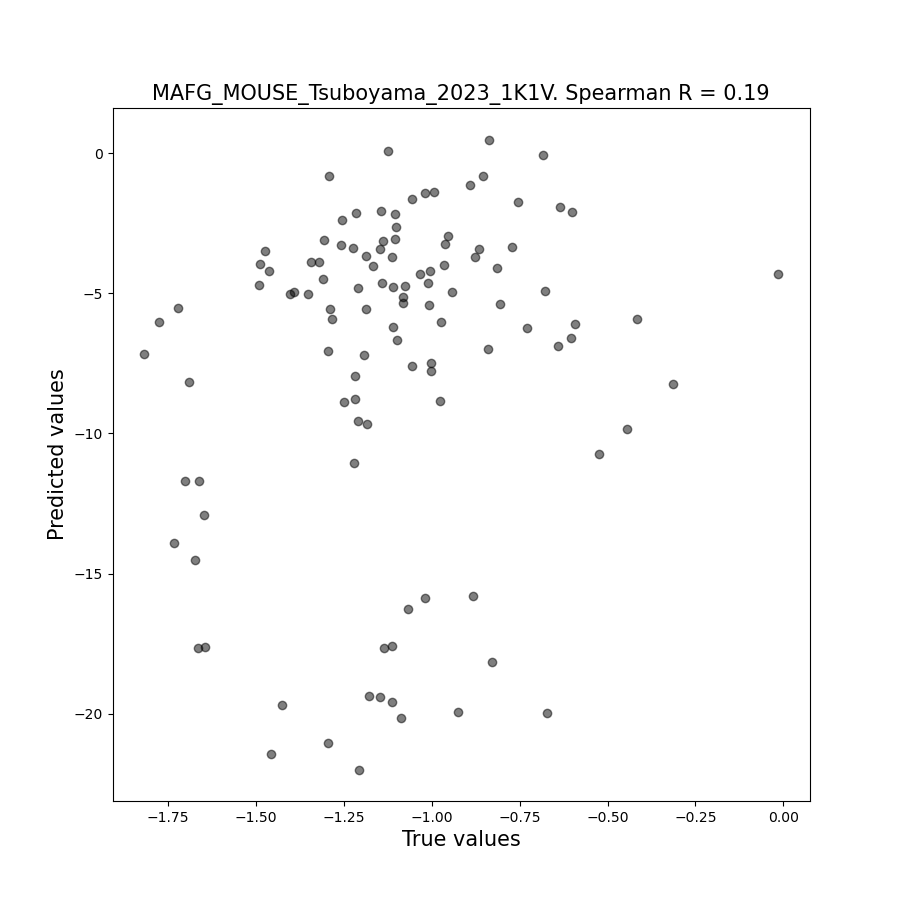 MAFG_MOUSE_Tsuboyama_2023_1K1V. Spearman R = 0.19
Predicted values
0
−5
−10
−15
−20
−1.75 −1.50 −1.25 −1.00 −0.75 −0.50 −0.25 0.00
True values